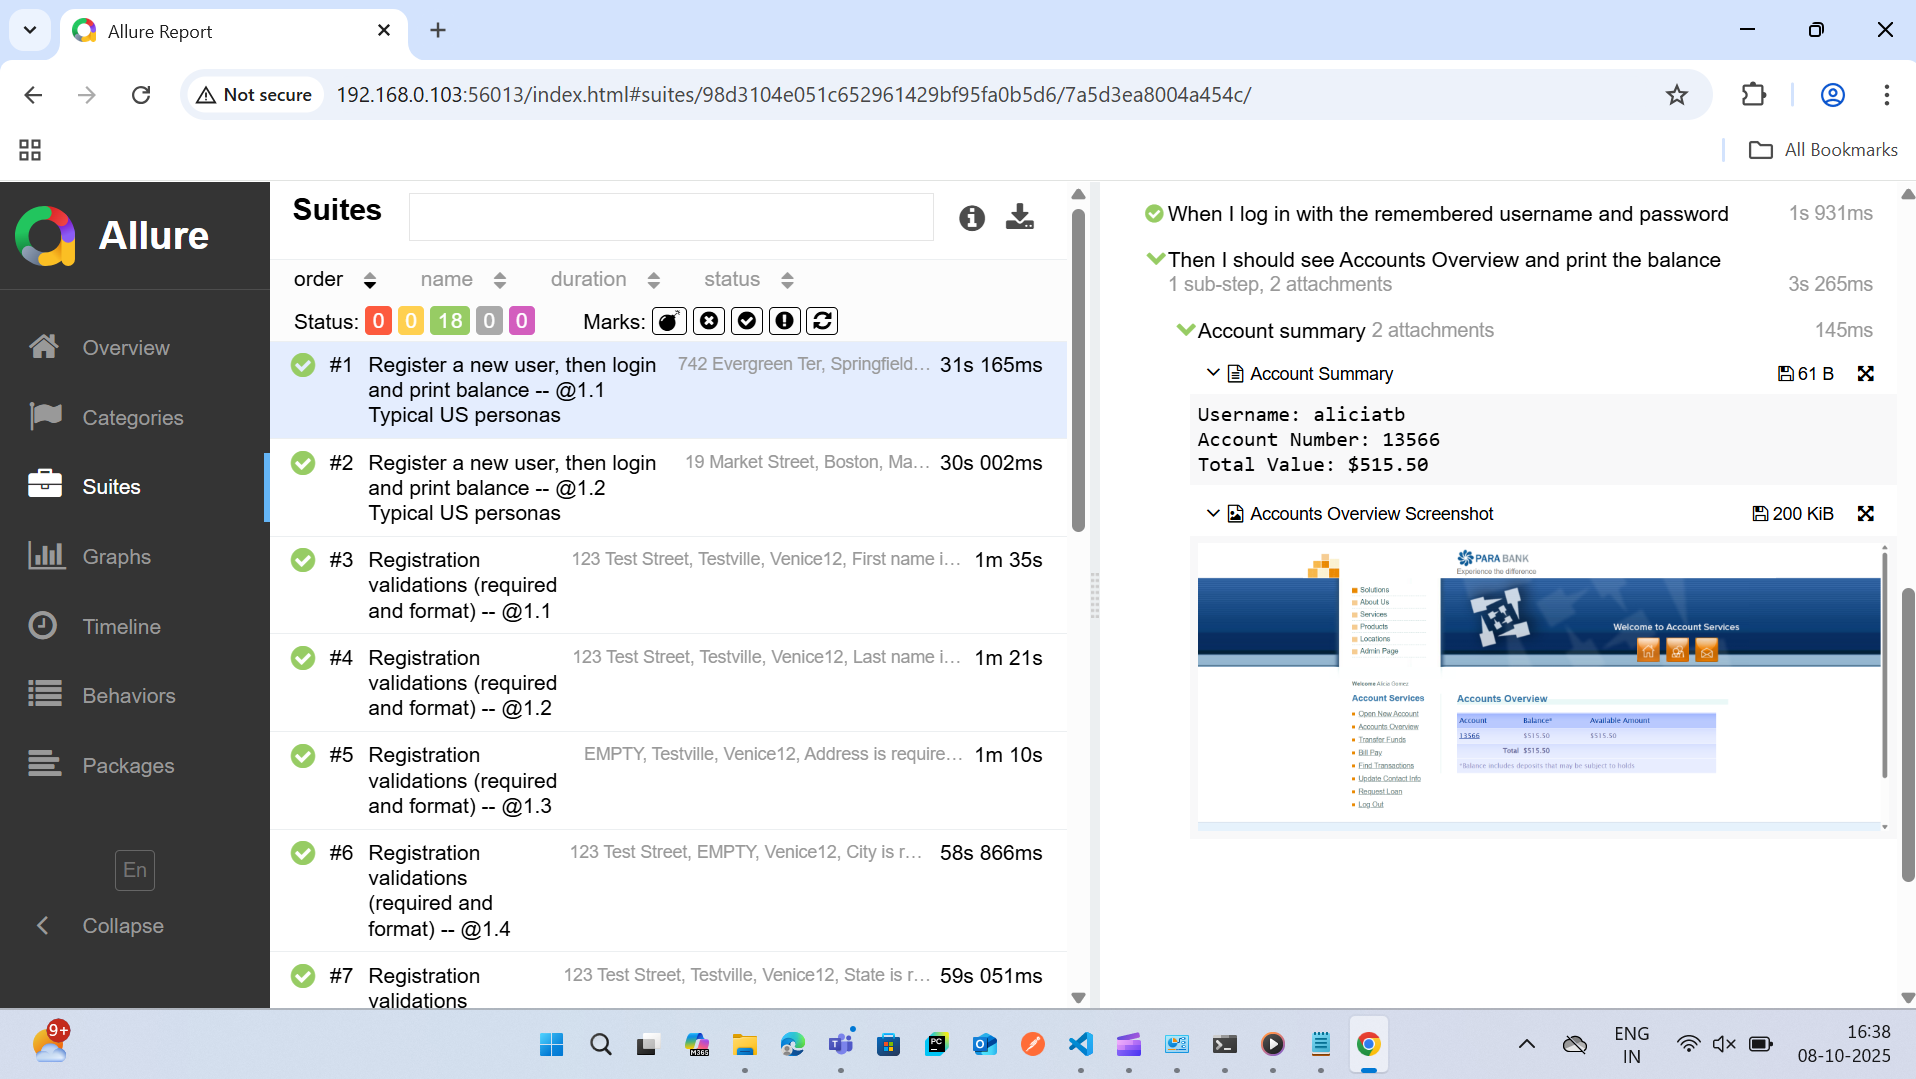 Allure Report
Not secure
192.168.0.103:56013/index.html#suites/98d3104e051c652961429bf95fa0b5d6/7a5d3ea8004a454c/
All Bookmarks
Allure
Overview
Categories
Suites
Graphs
Timeline
Behaviors
Packages
En
Collapse
Suites
order name duration status
Status: 0 0 18 0 0 Marks:
#1 Register a new user, then login 742 Evergreen Ter, Springfield... 31s 165ms
and print balance -- @1.1
Typical US personas
#2 Register a new user, then login 19 Market Street, Boston, Ma... 30s 002ms
and print balance -- @1.2
Typical US personas
#3 Registration 123 Test Street, Testville, Venice12, First name i... 1m 35s
validations (required
and format) -- @1.1
#4 Registration 123 Test Street, Testville, Venice12, Last name i... 1m 21s
validations (required
and format) -- @1.2
#5 Registration EMPTY, Testville, Venice12, Address is require... 1m 10s
validations (required
and format) -- @1.3
#6 Registration 123 Test Street, EMPTY, Venice12, City is r... 58s 866ms
validations
(required and
format) -- @1.4
#7 Registration 123 Test Street, Testville, Venice12, State is r... 59s 051ms
validations
When I log in with the remembered username and password 1s 931ms
Then I should see Accounts Overview and print the balance
1 sub-step, 2 attachments 3s 265ms
Account summary 2 attachments 145ms
Account Summary 61 B
Username: aliciatb
Account Number: 13566
Total Value: $515.50
Accounts Overview Screenshot 200 KiB
PARA BANK
Experience the difference
Solutions
About Us
Services
Products
Locations
Admin Page
Welcome to Account Services
Welcome Alicia Gomez
Account Services
Open New Account
Accounts Overview
Transfer Funds
Bill Pay
Find Transactions
Update Contact Info
Request Loan
Log Out
Accounts Overview
Account Balance* Available Amount
13566 $515.50 $515.50
Total $515.50
*Balance includes deposits that may be subject to holds
9+
M365
PC
ENG
IN
16:38
08-10-2025